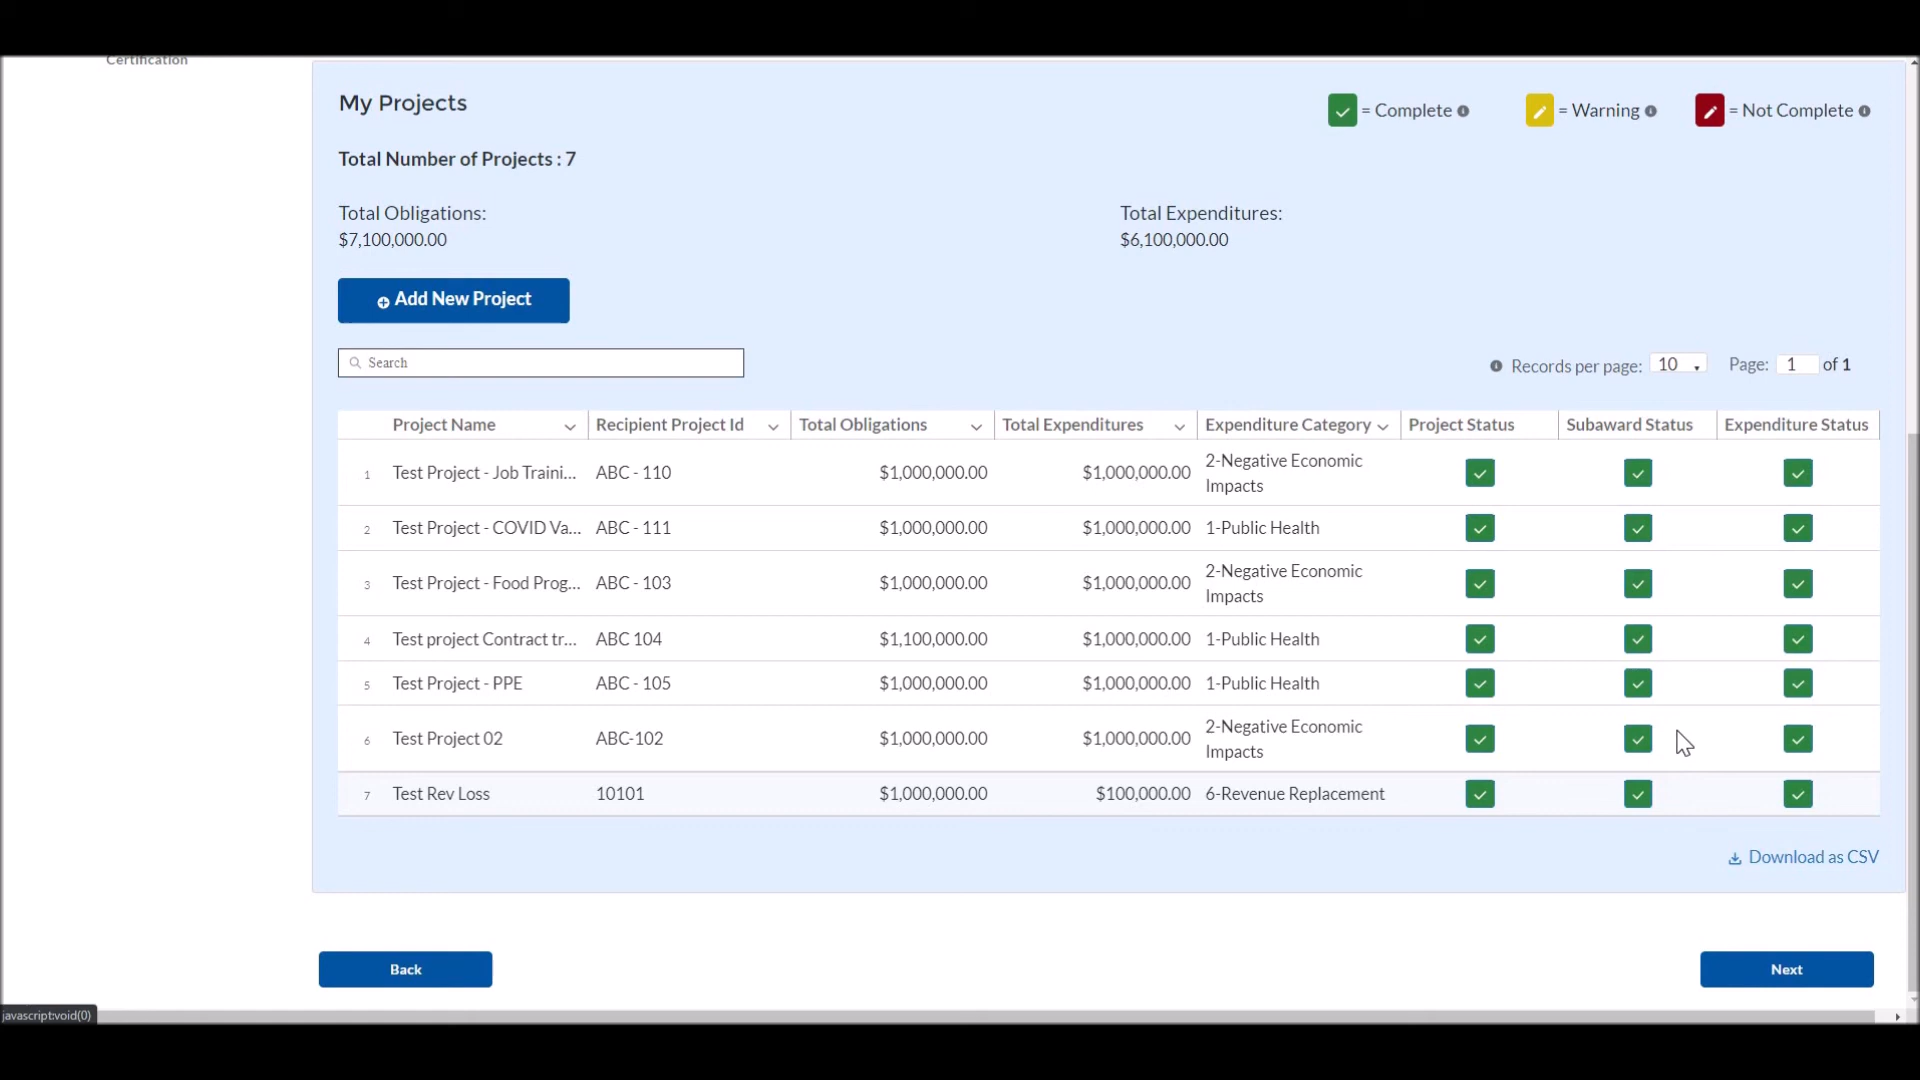 Certification
My Projects
= Complete
= Warning
= Not Complete
Total Number of Projects : 7
Total Obligations:
Total Expenditures:
$7,100,000.00
$6,100,000.00
Add New Project
Search
Records per page: 10
Page: 1 of 1
Project Name Recipient Project Id Total Obligations Total Expenditures Expenditure Category Project Status Subaward Status Expenditure Status
1 Test Project - Job Traini... ABC - 110 $1,000,000.00 $1,000,000.00 2-Negative Economic
Impacts
2 Test Project - COVID Va... ABC - 111 $1,000,000.00 $1,000,000.00 1-Public Health
3 Test Project - Food Prog... ABC - 103 $1,000,000.00 $1,000,000.00 2-Negative Economic
Impacts
4 Test project Contract tr... ABC 104 $1,100,000.00 $1,000,000.00 1-Public Health
5 Test Project - PPE ABC - 105 $1,000,000.00 $1,000,000.00 1-Public Health
6 Test Project 02 ABC-102 $1,000,000.00 $1,000,000.00 2-Negative Economic
Impacts
7 Test Rev Loss 10101 $1,000,000.00 $100,000.00 6-Revenue Replacement
Download as CSV
Back
Next
javascript:void(0)